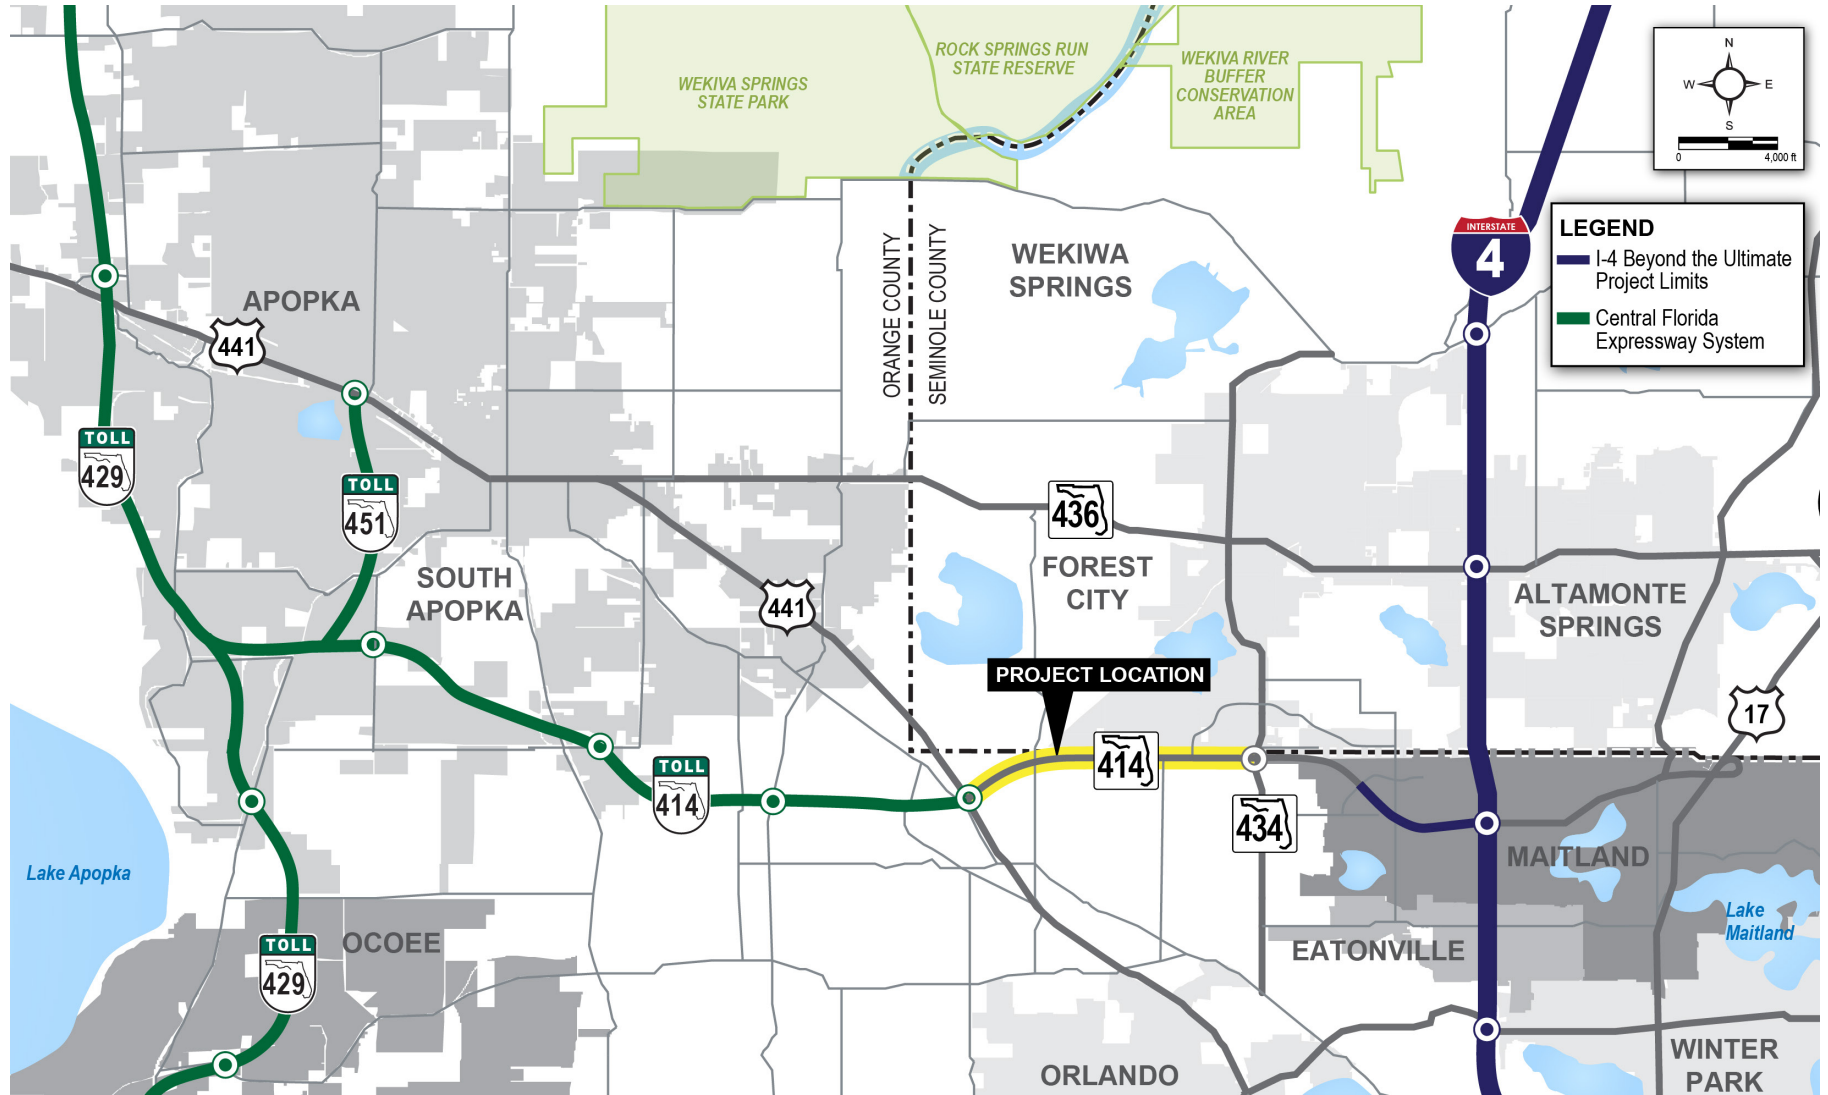 ROCK SPRINGS RUN
STATE RESERVE
WEKIVA SPRINGS
STATE PARK
WEKIVA RIVER
BUFFER
CONSERVATION
AREA
N
W
E
S
0
4,000 ft
LEGEND
I-4 Beyond the Ultimate
Project Limits
Central Florida
Expressway System
INTERSTATE
4
ORANGE COUNTY
SEMINOLE COUNTY
WEKIWA
SPRINGS
APOPKA
441
TOLL
429
TOLL
451
436
FOREST
CITY
SOUTH
APOPKA
441
ALTAMONTE
SPRINGS
PROJECT LOCATION
17
414
TOLL
414
434
MAITLAND
Lake Apopka
Lake
Maitland
OCOEE
EATONVILLE
TOLL
429
ORLANDO
WINTER
PARK